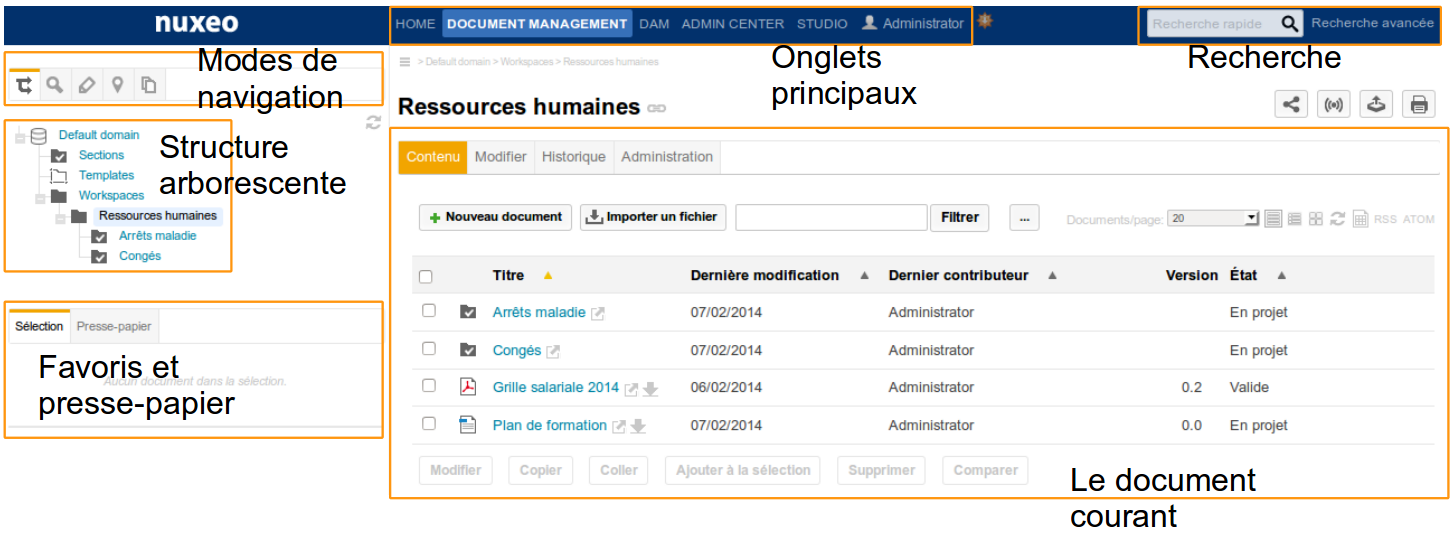 nuxeo
HOME DOCUMENT MANAGEMENT DAM ADMIN CENTER STUDIO Administrator
Recherche rapide Recherche avancée
Modes de
navigation
Onglets
principaux
Recherche
> Default domain > Workspaces > Ressources humaines
Ressources humaines
Default domain
Sections
Templates
Workspaces
Ressources humaines
Arrêts maladie
Congés
Structure
arborescente
Sélection Presse-papier
Aucun document dans la sélection.
Favoris et
presse-papier
Contenu Modifier Historique Administration
Nouveau document Importer un fichier Filtrer ... Documents/page: 20 RSS ATOM
Titre Dernière modification Dernier contributeur Version État
Arrêts maladie 07/02/2014 Administrator En projet
Congés 07/02/2014 Administrator En projet
Grille salariale 2014 06/02/2014 Administrator 0.2 Valide
Plan de formation 07/02/2014 Administrator 0.0 En projet
Modifier Copier Coller Ajouter à la sélection Supprimer Comparer
Le document
courant